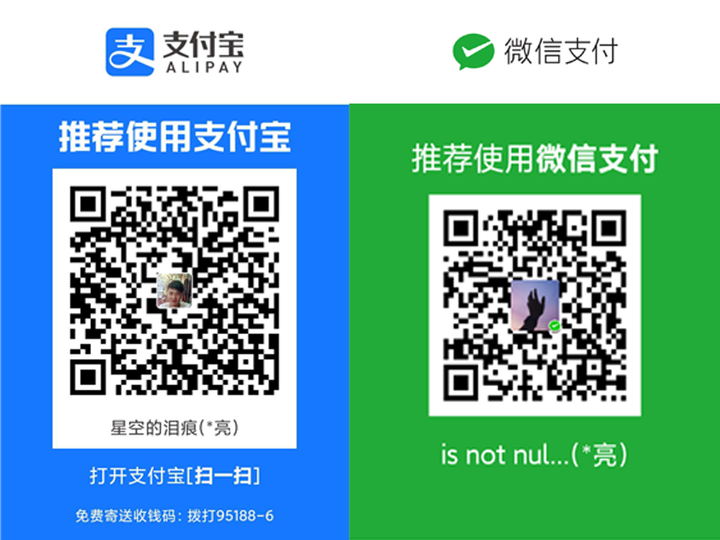 支付宝
ALIPAY
推荐使用支付宝
星空的泪痕(*亮)
打开支付宝[扫一扫]
免费寄送收钱码：拨打95188-6
微信支付
推荐使用微信支付
is not nul...(*亮)